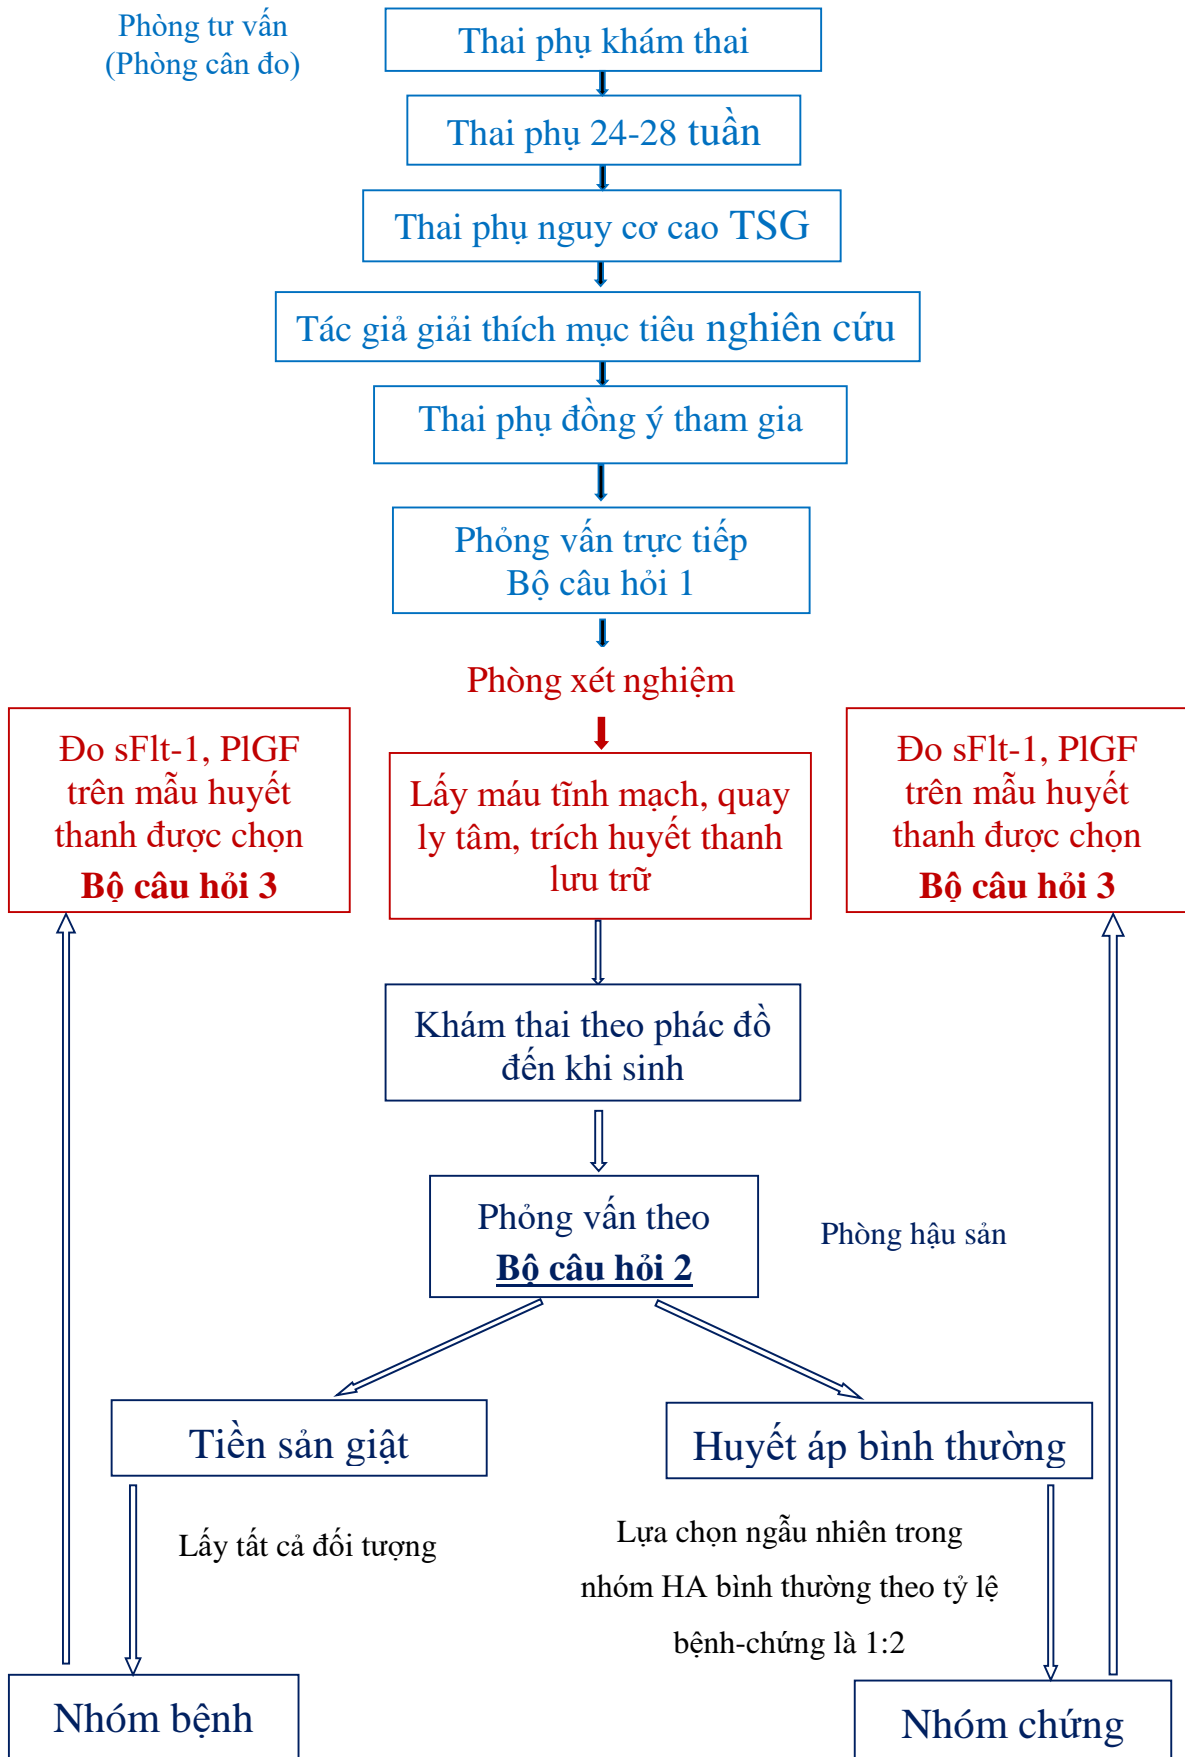 Phòng tư vấn
(Phòng cân đo)
Thai phụ khám thai
Thai phụ 24-28 tuần
Thai phụ nguy cơ cao TSG
Tác giả giải thích mục tiêu nghiên cứu
Thai phụ đồng ý tham gia
Phỏng vấn trực tiếp
Bộ câu hỏi 1
Phòng xét nghiệm
Đo sFlt-1, PlGF
trên mẫu huyết
thanh được chọn
Bộ câu hỏi 3
Lấy máu tĩnh mạch, quay
ly tâm, trích huyết thanh
lưu trữ
Đo sFlt-1, PlGF
trên mẫu huyết
thanh được chọn
Bộ câu hỏi 3
Khám thai theo phác đồ
đến khi sinh
Phỏng vấn theo
Bộ câu hỏi 2
Phòng hậu sản
Tiền sản giật
Huyết áp bình thường
Lấy tất cả đối tượng
Lựa chọn ngẫu nhiên trong
nhóm HA bình thường theo tỷ lệ
bệnh-chứng là 1:2
Nhóm bệnh
Nhóm chứng